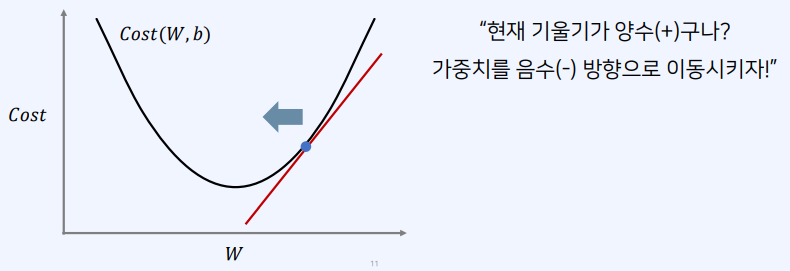 Cost(W, b)
"현재 기울기가 양수(+)구나?
가중치를 음수(-) 방향으로 이동시키자!"
Cost
W
11